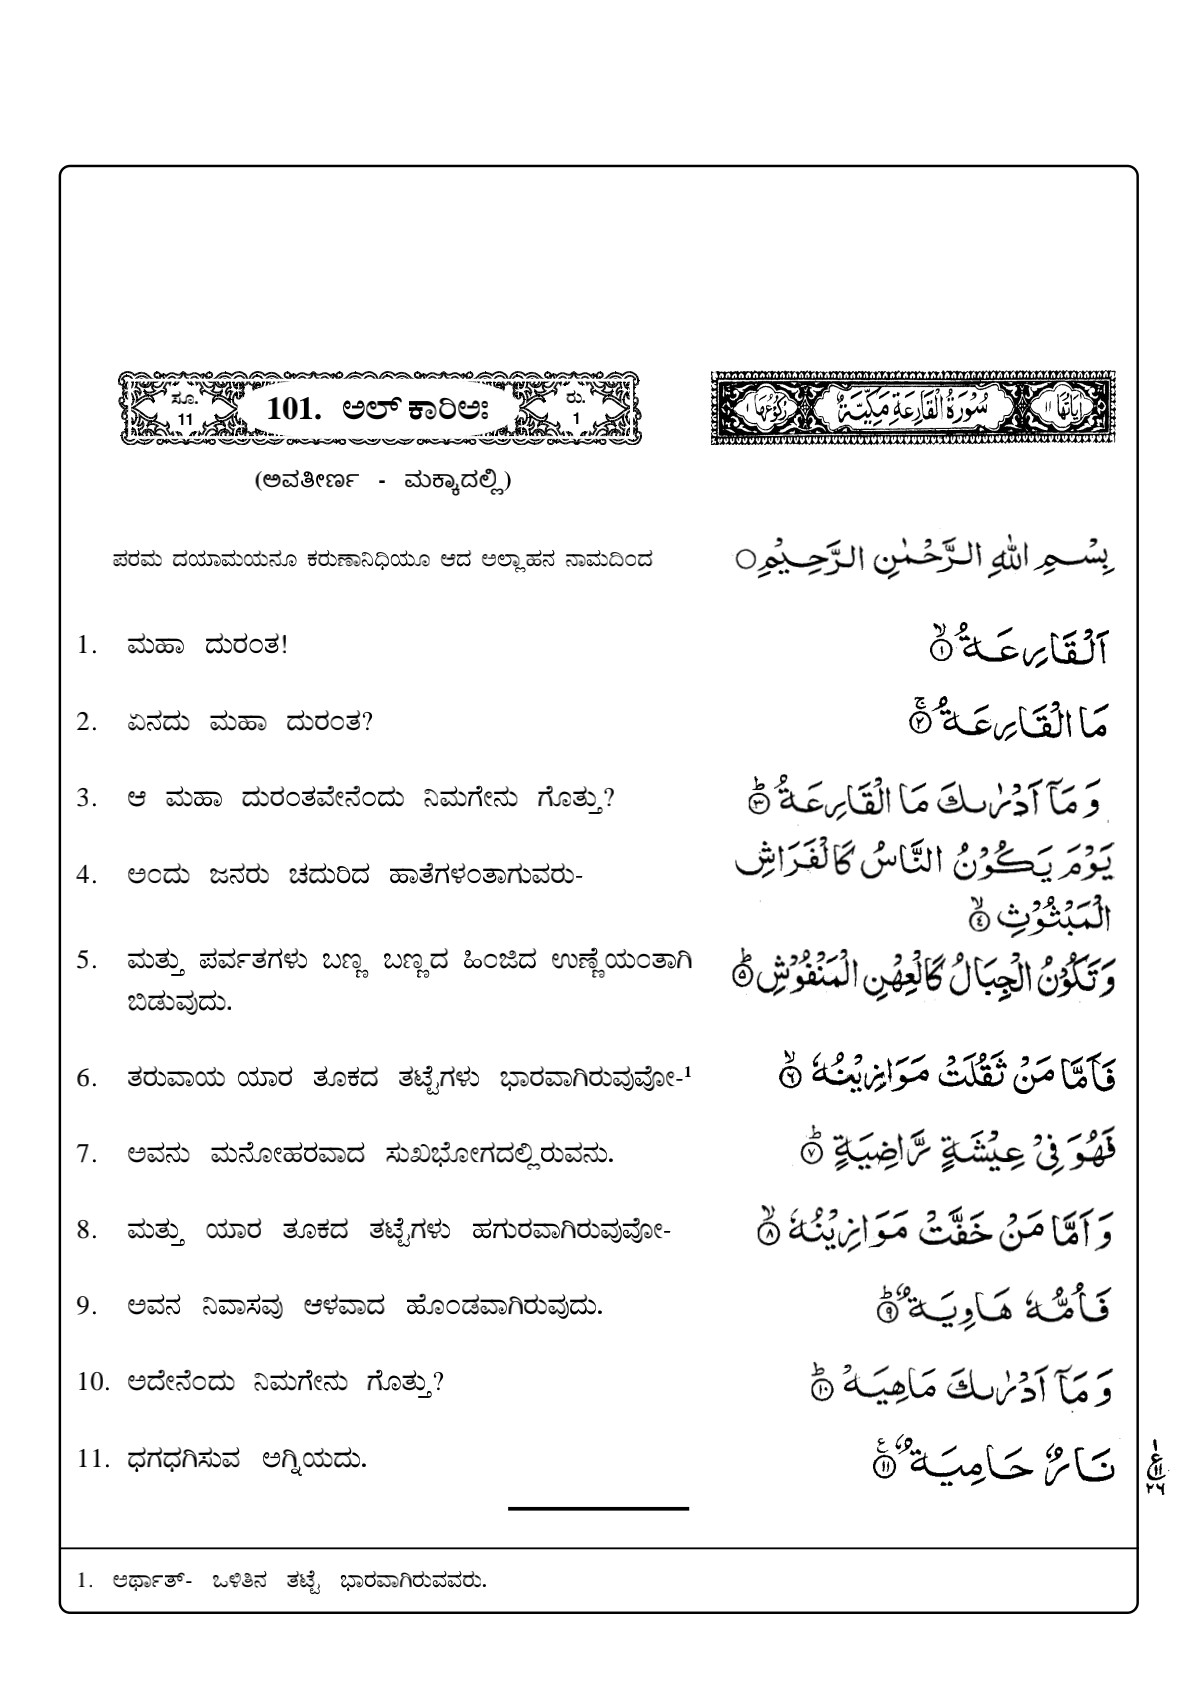 ಸೂ.
11
101. ಅಲ್ ಕಾರಿಅಃ
ರು.
1
اٰيَاتُهَا ١١
سُوْرَةُ الْقَارِعَةِ مَكِّيَّةٌ
رُكُوْعُهَا ١
(ಅವತೀರ್ಣ - ಮಕ್ಕಾದಲ್ಲಿ)
ಪರಮ ದಯಾಮಯನೂ ಕರುಣಾನಿಧಿಯೂ ಆದ ಅಲ್ಲಾಹನ ನಾಮದಿಂದ
بِسْمِ اللهِ الرَّحْمٰنِ الرَّحِيْمِ ○
1. ಮಹಾ ದುರಂತ!
اَلْقَارِعَةُ ۙ﴿١﴾
2. ಏನದು ಮಹಾ ದುರಂತ?
مَا الْقَارِعَةُ ۚ﴿٢﴾
3. ಆ ಮಹಾ ದುರಂತವೇನೆಂದು ನಿಮಗೇನು ಗೊತ್ತು?
وَمَآ اَدْرٰىكَ مَا الْقَارِعَةُ ؕ﴿٣﴾
4. ಅಂದು ಜನರು ಚದುರಿದ ಹಾತೆಗಳಂತಾಗುವರು-
يَوْمَ يَكُوْنُ النَّاسُ كَالْفَرَاشِ
الْمَبْثُوْثِ ۙ﴿٤﴾
5. ಮತ್ತು ಪರ್ವತಗಳು ಬಣ್ಣ ಬಣ್ಣದ ಹಿಂಜಿದ ಉಣ್ಣೆಯಂತಾಗಿ
ಬಿಡುವುದು.
وَتَكُوْنُ الْجِبَالُ كَالْعِهْنِ الْمَنْفُوْشِ ؕ﴿٥﴾
6. ತರುವಾಯ ಯಾರ ತೂಕದ ತಟ್ಟೆಗಳು ಭಾರವಾಗಿರುವುವೋ-¹
فَاَمَّا مَنْ ثَقُلَتْ مَوَازِيْنُهٗ ۙ﴿٦﴾
7. ಅವನು ಮನೋಹರವಾದ ಸುಖಭೋಗದಲ್ಲಿರುವನು.
فَهُوَ فِيْ عِيْشَةٍ رَّاضِيَةٍ ؕ﴿٧﴾
8. ಮತ್ತು ಯಾರ ತೂಕದ ತಟ್ಟೆಗಳು ಹಗುರವಾಗಿರುವುವೋ-
وَاَمَّا مَنْ خَفَّتْ مَوَازِيْنُهٗ ۙ﴿٨﴾
9. ಅವನ ನಿವಾಸವು ಆಳವಾದ ಹೊಂಡವಾಗಿರುವುದು.
فَاُمُّهٗ هَاوِيَةٌ ؕ﴿٩﴾
10. ಅದೇನೆಂದು ನಿಮಗೇನು ಗೊತ್ತು?
وَمَآ اَدْرٰىكَ مَاهِيَهْ ؕ﴿١٠﴾
11. ಧಗಧಗಿಸುವ ಅಗ್ನಿಯದು.
نَارٌ حَامِيَةٌ ۧ﴿١١﴾
١
ع
١١
٢٦
1. ಅರ್ಥಾತ್- ಒಳಿತಿನ ತಟ್ಟೆ ಭಾರವಾಗಿರುವವರು.